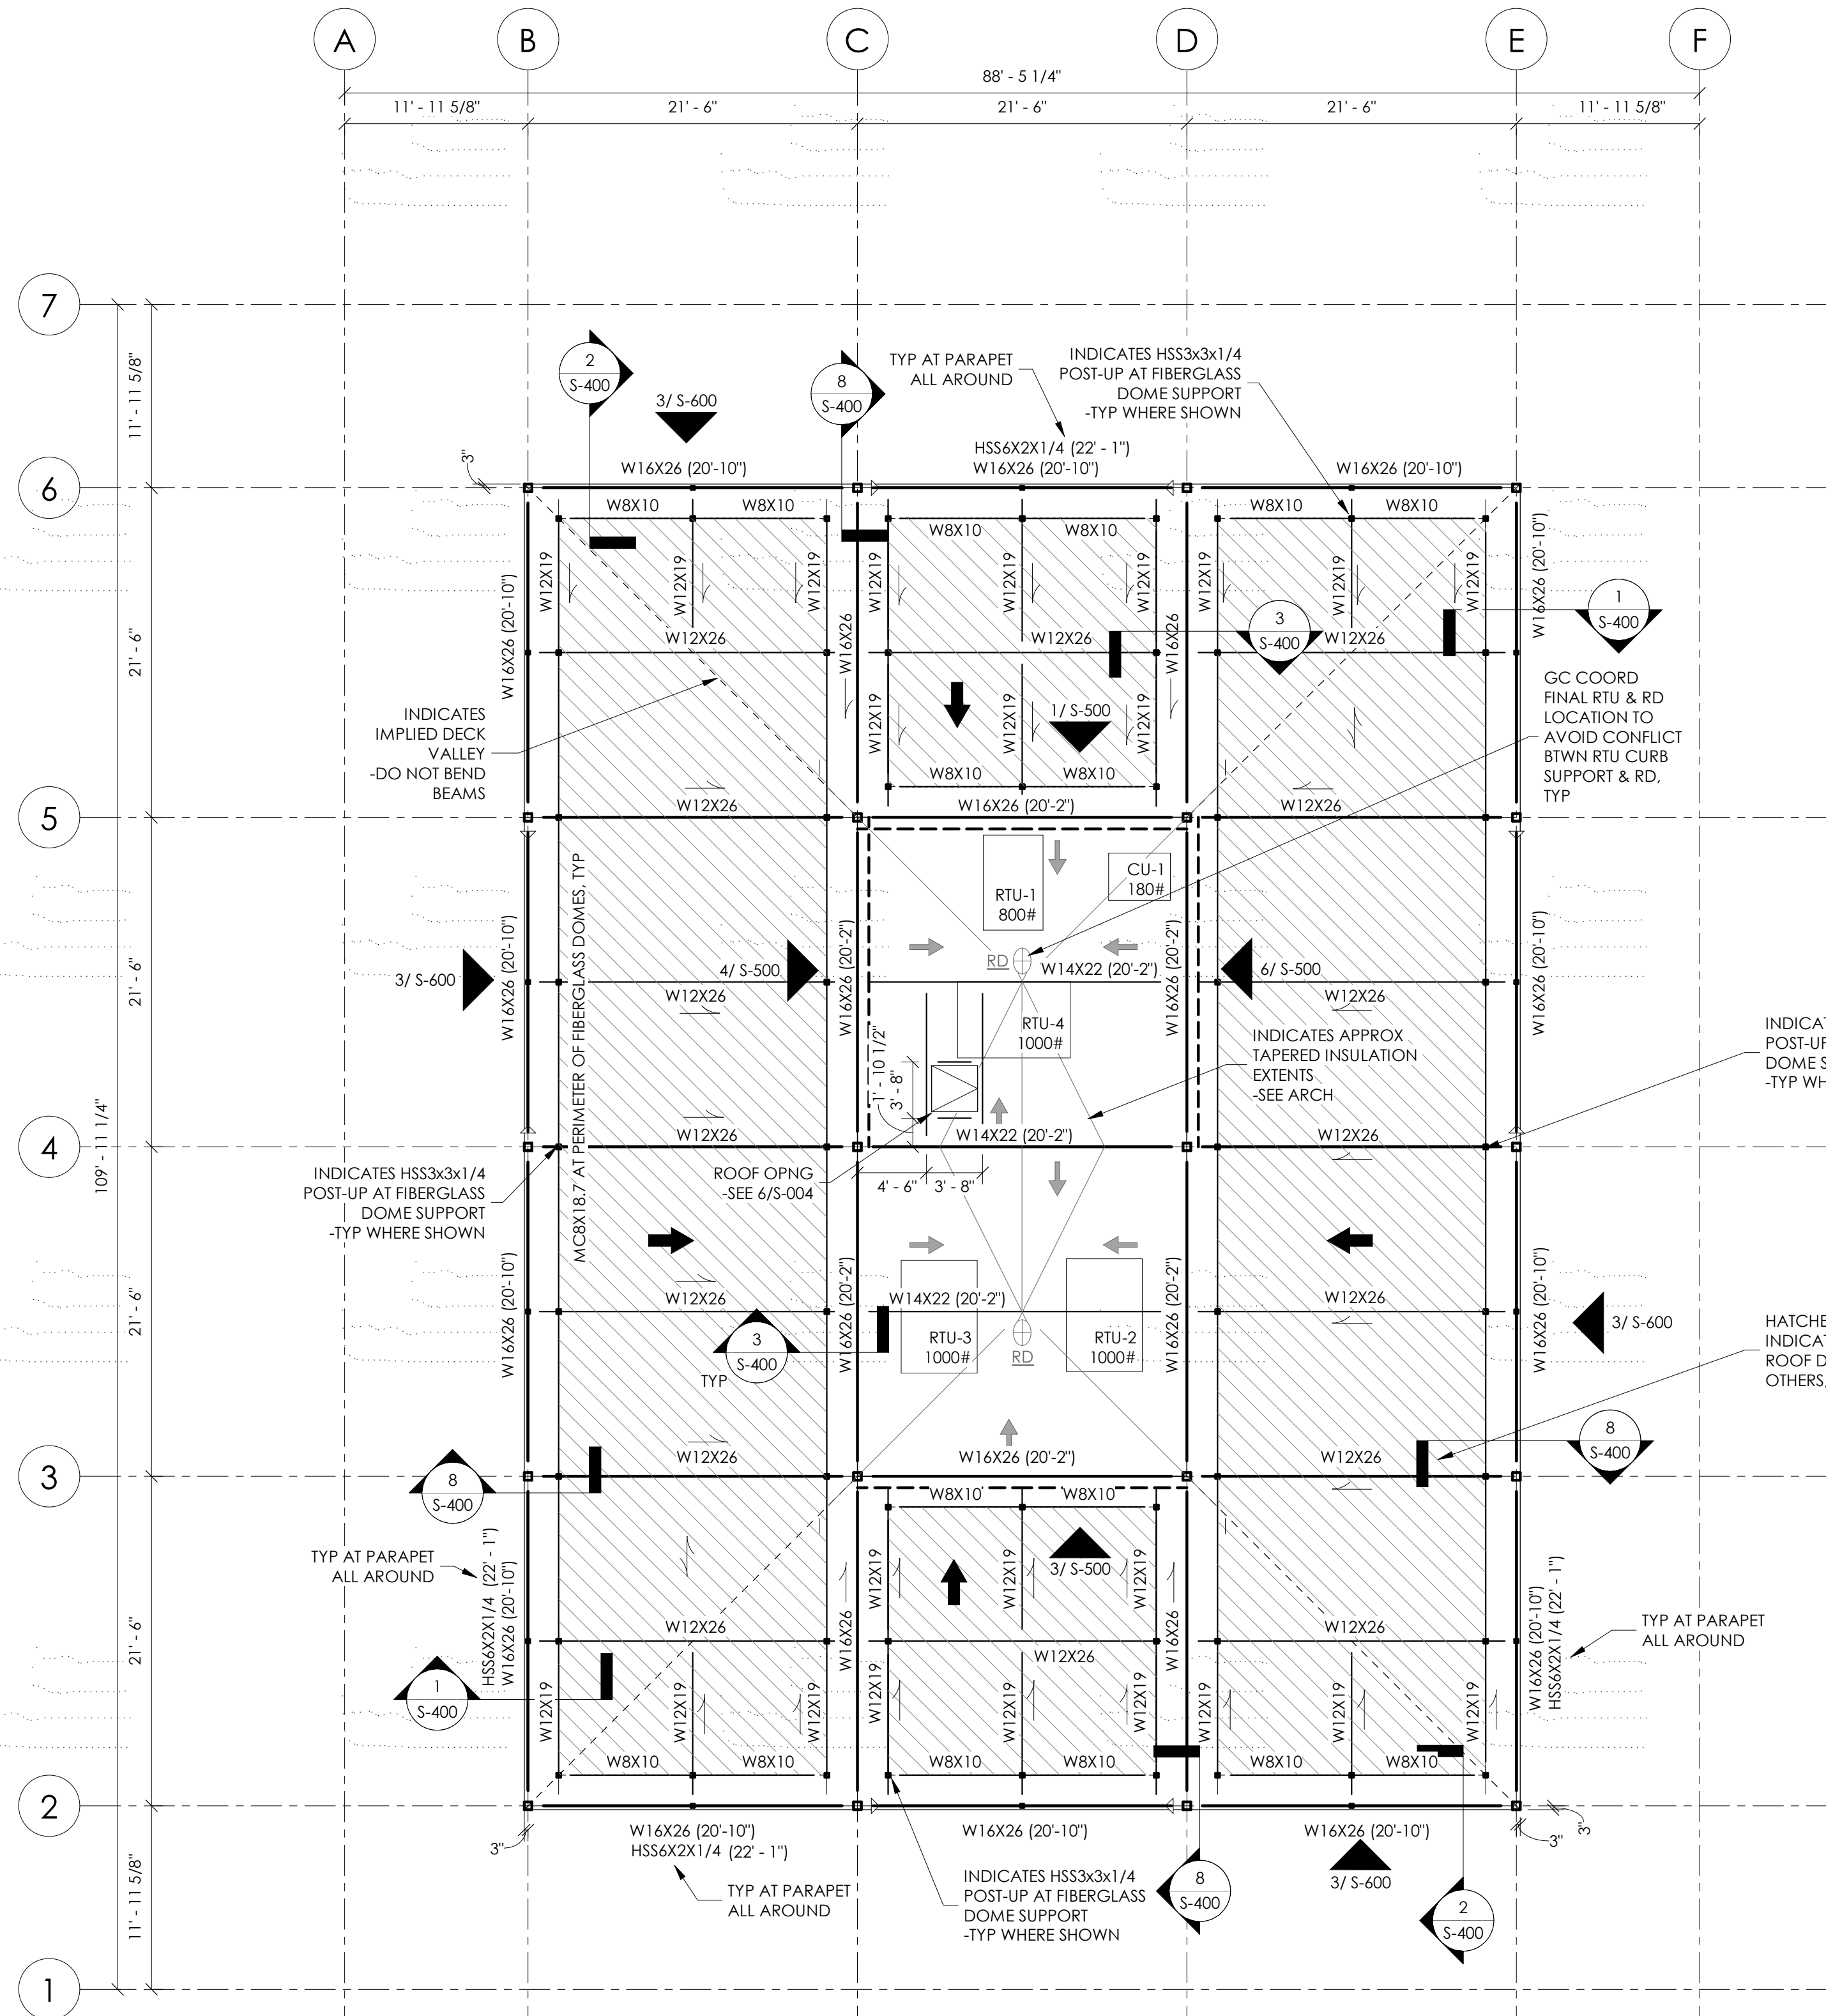 A
B
C
D
E
F
88' - 5 1/4"
11' - 11 5/8"
21' - 6"
21' - 6"
21' - 6"
11' - 11 5/8"
7
6
5
4
3
2
1
109' - 11 1/4"
11' - 11 5/8"
21' - 6"
21' - 6"
21' - 6"
21' - 6"
11' - 11 5/8"
2
S-400
3/ S-600
8
S-400
TYP AT PARAPET
ALL AROUND
INDICATES HSS3x3x1/4
POST-UP AT FIBERGLASS
DOME SUPPORT
-TYP WHERE SHOWN
HSS6X2X1/4 (22' - 1")
W16X26 (20'-10")
W16X26 (20'-10")
W16X26 (20'-10")
3"
W8X10
W8X10
W8X10
W8X10
W8X10
W8X10
W12X19
W12X19
W12X19
W12X19
W12X19
W12X19
W12X19
W12X19
W12X19
W16X26 (20'-10")
W16X26 (20'-10")
W16X26
W16X26
W12X26
W12X26
W12X26
3
S-400
1
S-400
GC COORD
FINAL RTU & RD
LOCATION TO
AVOID CONFLICT
BTWN RTU CURB
SUPPORT & RD,
TYP
INDICATES
IMPLIED DECK
VALLEY
-DO NOT BEND
BEAMS
W12X19
W12X19
W12X19
1/ S-500
W8X10
W8X10
W12X26
W16X26 (20'-2")
W12X26
MC8X18.7 AT PERIMETER OF FIBERGLASS DOMES, TYP
RTU-1
800#
CU-1
180#
RD
W14X22 (20'-2")
3/ S-600
W16X26 (20'-10")
4/ S-500
W16X26 (20'-2")
W16X26 (20'-2")
6/ S-500
W16X26 (20'-10")
W12X26
W12X26
RTU-4
1000#
INDICATES APPROX
TAPERED INSULATION
EXTENTS
-SEE ARCH
1' - 10 1/2"
3' - 8"
INDICAT
POST-UP
DOME S
-TYP WH
W12X26
W14X22 (20'-2")
W12X26
INDICATES HSS3x3x1/4
POST-UP AT FIBERGLASS
DOME SUPPORT
-TYP WHERE SHOWN
ROOF OPNG
-SEE 6/S-004
4' - 6"
3' - 8"
W16X26 (20'-10")
W16X26 (20'-2")
W16X26 (20'-2")
W16X26 (20'-10")
W12X26
W14X22 (20'-2")
W12X26
3
S-400
TYP
RTU-3
1000#
RD
RTU-2
1000#
3/ S-600
HATCHE
INDICAT
ROOF D
OTHERS,
W12X26
W16X26 (20'-2")
W12X26
8
S-400
8
S-400
W8X10
W8X10
TYP AT PARAPET
ALL AROUND
HSS6X2X1/4 (22' - 1")
W16X26 (20'-10")
W16X26
W12X19
W12X19
W12X19
3/ S-500
W16X26
W12X26
W12X26
W12X26
W16X26 (20'-10")
HSS6X2X1/4 (22' - 1")
TYP AT PARAPET
ALL AROUND
1
S-400
W12X19
W12X19
W12X19
W12X19
W12X19
W12X19
W12X19
W12X19
W12X19
W8X10
W8X10
W8X10
W8X10
W8X10
3"
W16X26 (20'-10")
HSS6X2X1/4 (22' - 1")
W16X26 (20'-10")
W16X26 (20'-10")
3"
3"
TYP AT PARAPET
ALL AROUND
INDICATES HSS3x3x1/4
POST-UP AT FIBERGLASS
DOME SUPPORT
-TYP WHERE SHOWN
8
S-400
3/ S-600
2
S-400